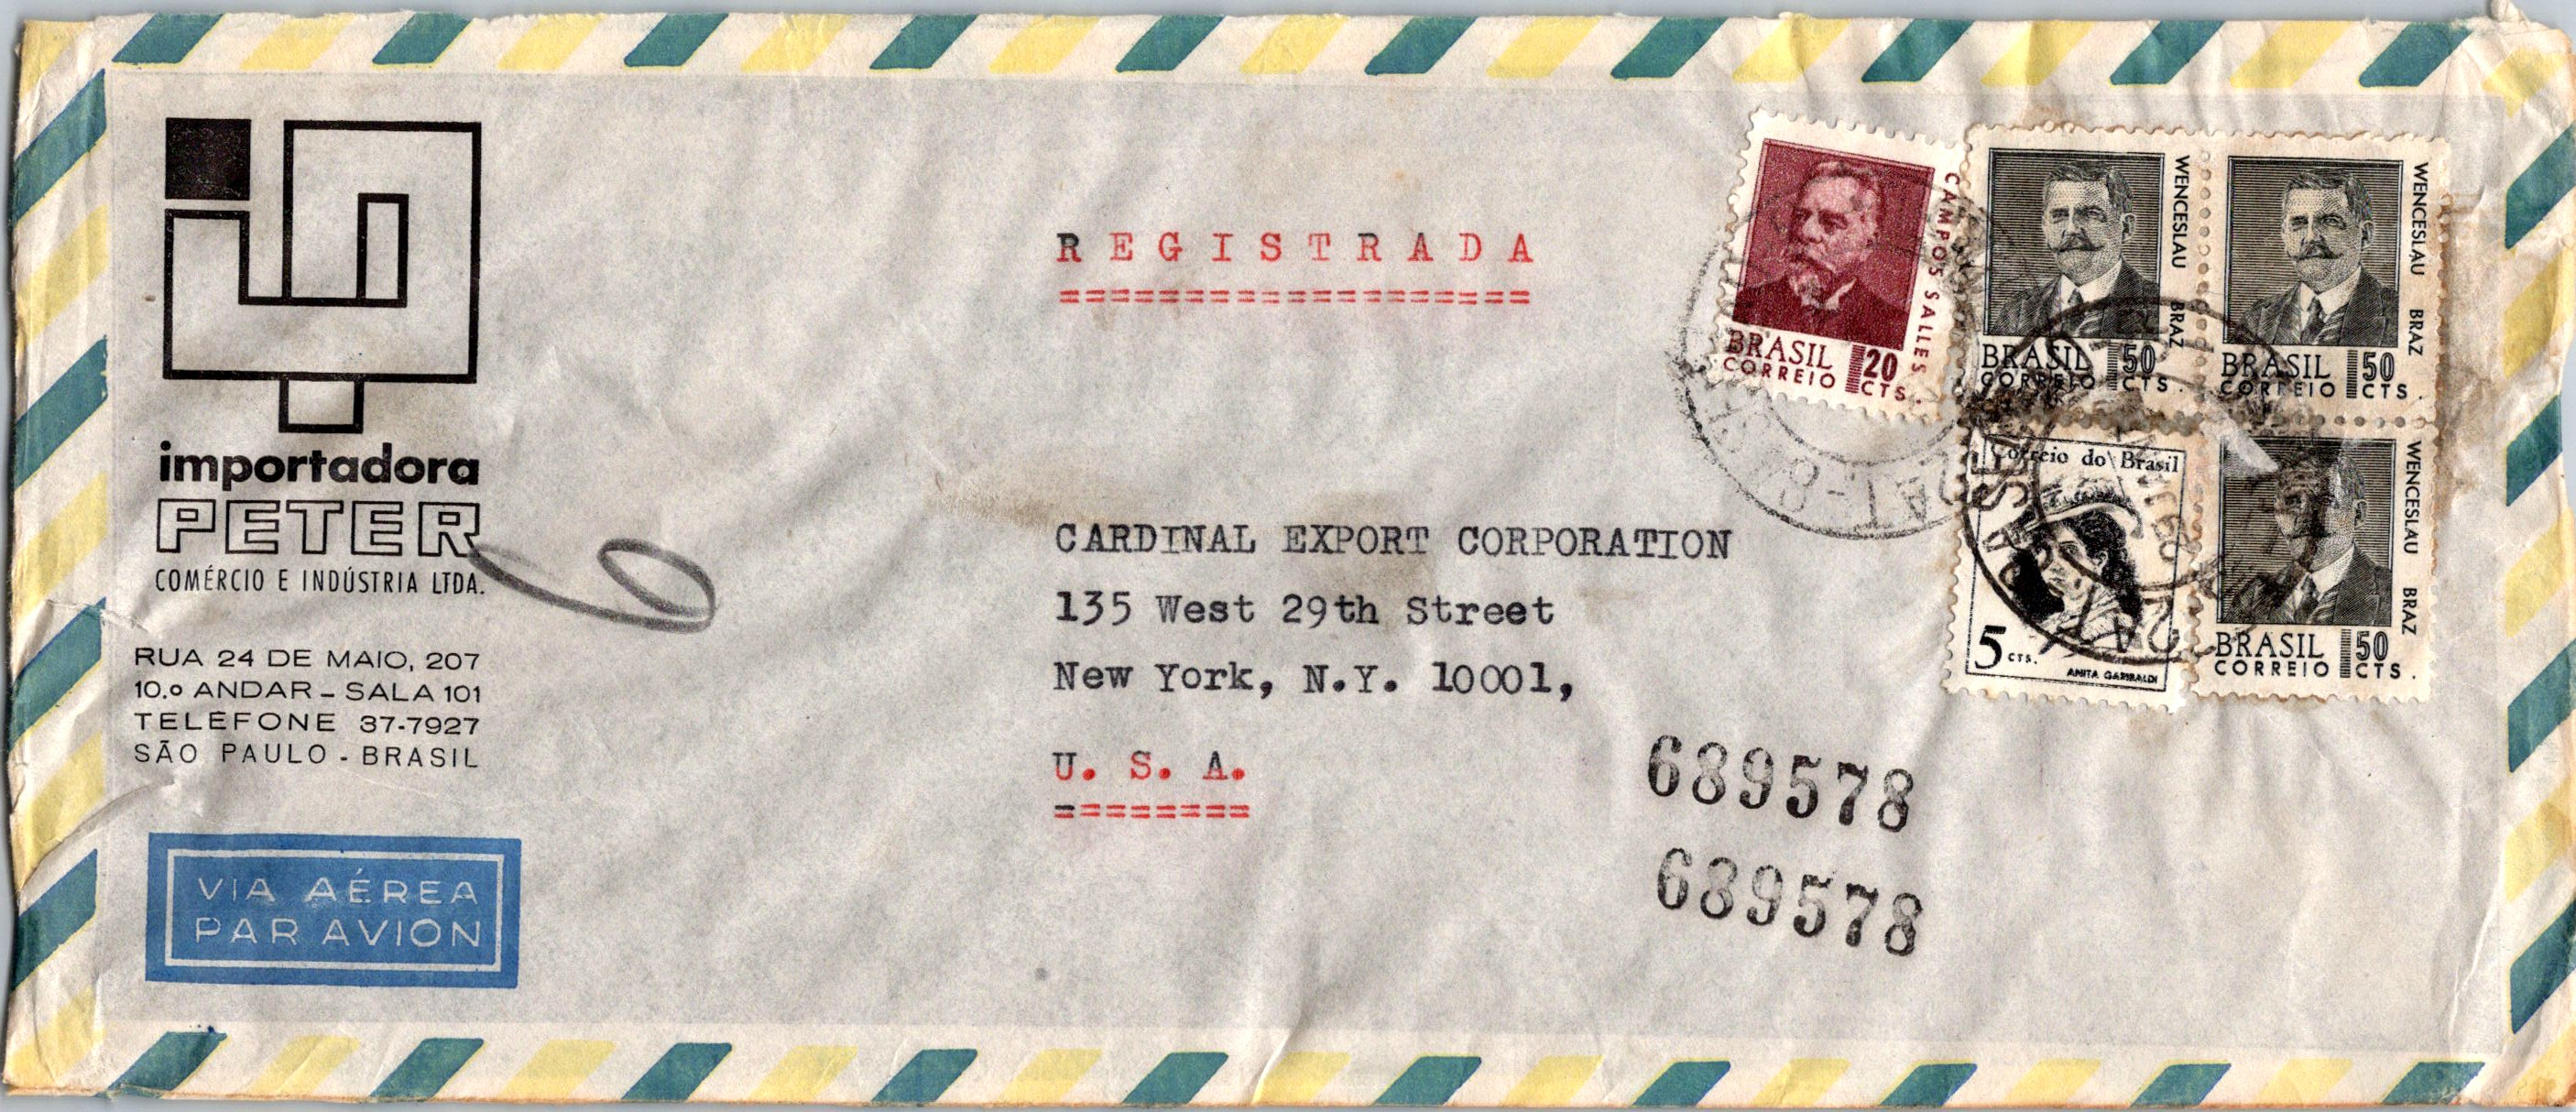 importadora
PETER
COMÉRCIO E INDÚSTRIA LTDA.
RUA 24 DE MAIO, 207
10.º ANDAR - SALA 101
TELEFONE 37-7927
SÃO PAULO - BRASIL
VIA AÉREA
PAR AVION
REGISTRADA
===================
CARDINAL EXPORT CORPORATION
135 West 29th Street
New York, N.Y. 10001,
U. S. A.
========
689578
689578
CAMPOS SALLES
BRASIL 20
CORREIO CTS.
WENCESLAU BRAZ
BRASIL 50
CORREIO CTS.
WENCESLAU BRAZ
BRASIL 50
CORREIO CTS.
Correio do Brasil
5 CTS.
ANITA GARIBALDI
WENCESLAU BRAZ
BRASIL 50
CORREIO CTS.